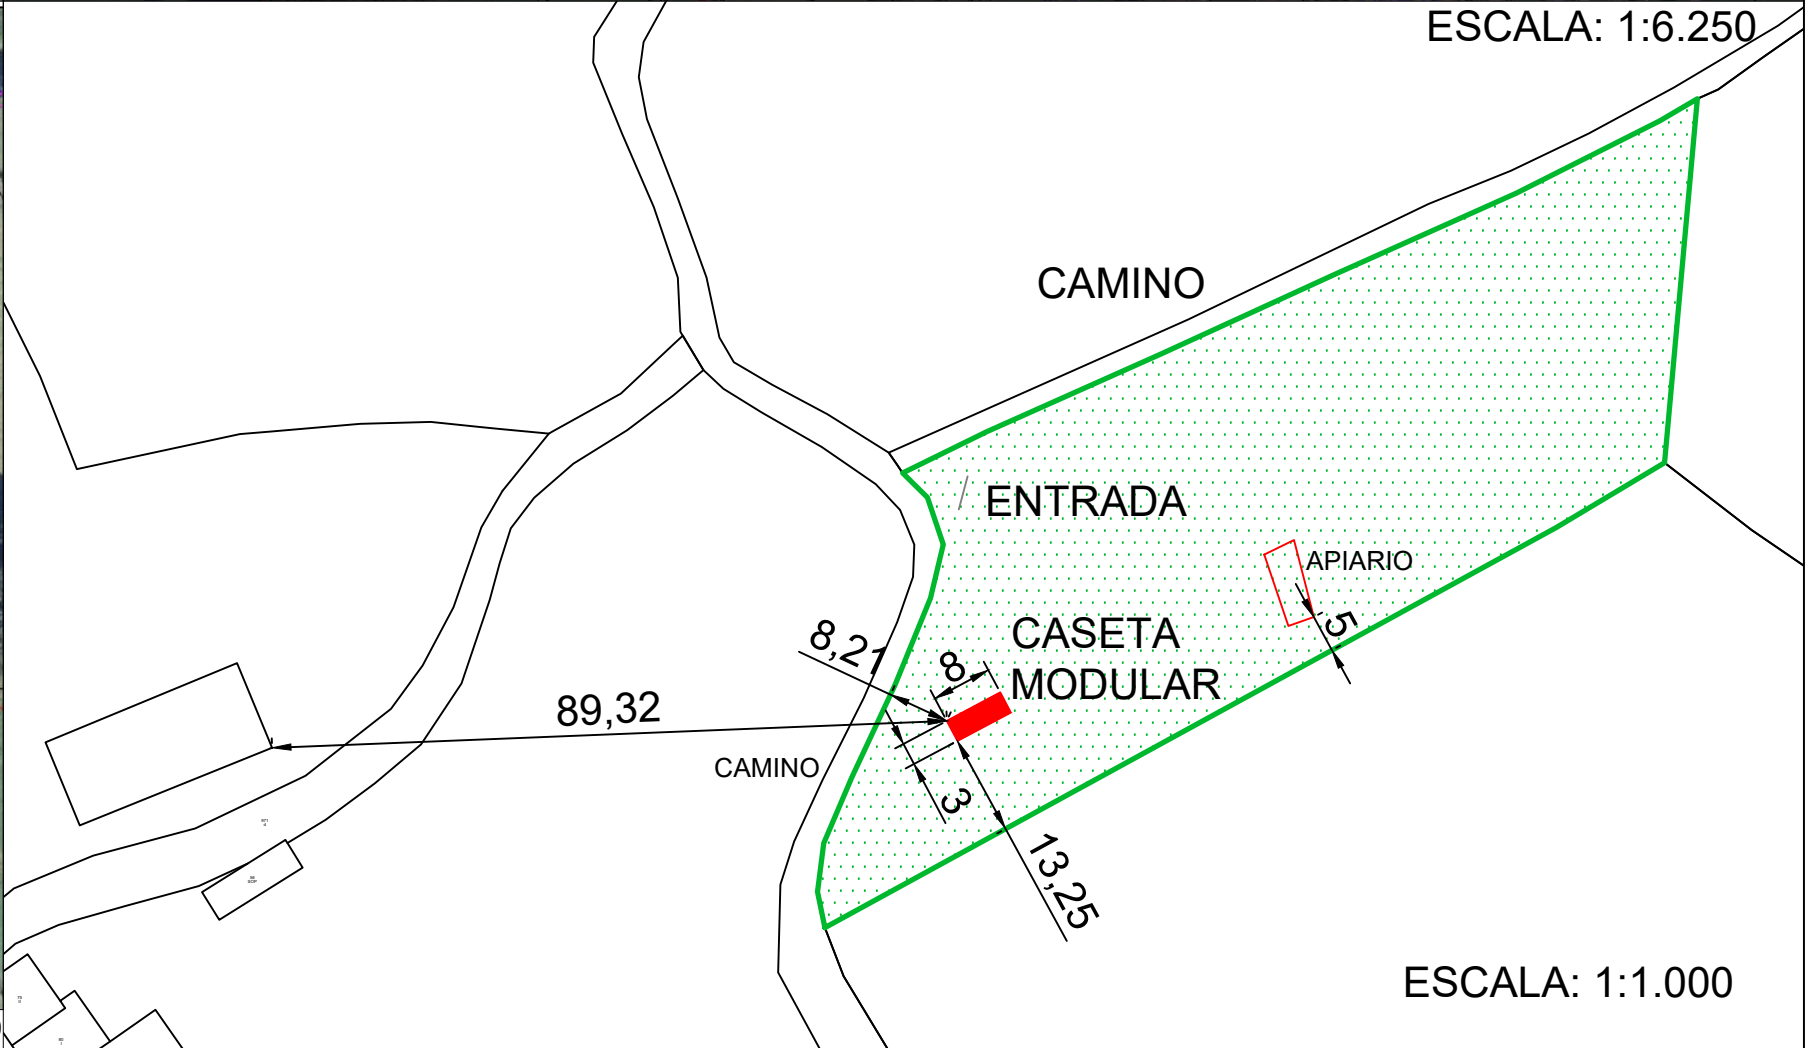 ESCALA: 1:6.250
CAMINO
ENTRADA
APIARIO
5
CASETA
MODULAR
8,21
8
89,32
CAMINO
3
13,25
ESCALA: 1:1.000